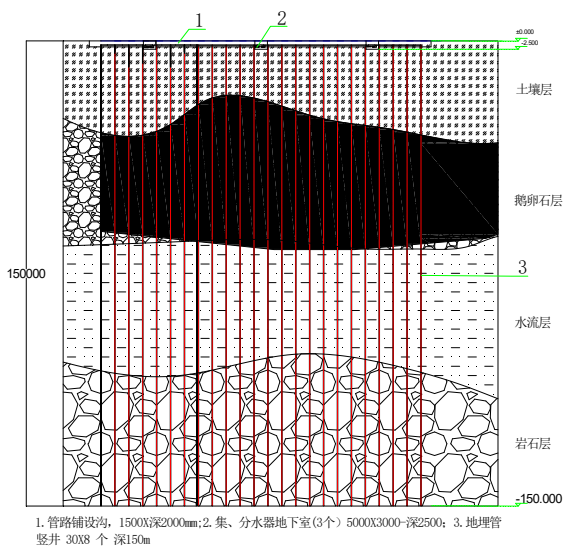 1
2
±0.000
-2.500
土壤层
鹅卵石层
3
150000
水流层
岩石层
-150.000
1. 管路铺设沟，1500X深2000mm;2. 集、分水器地下室(3个）5000X3000-深2500；3. 地埋管
竖井 30X8 个 深150m